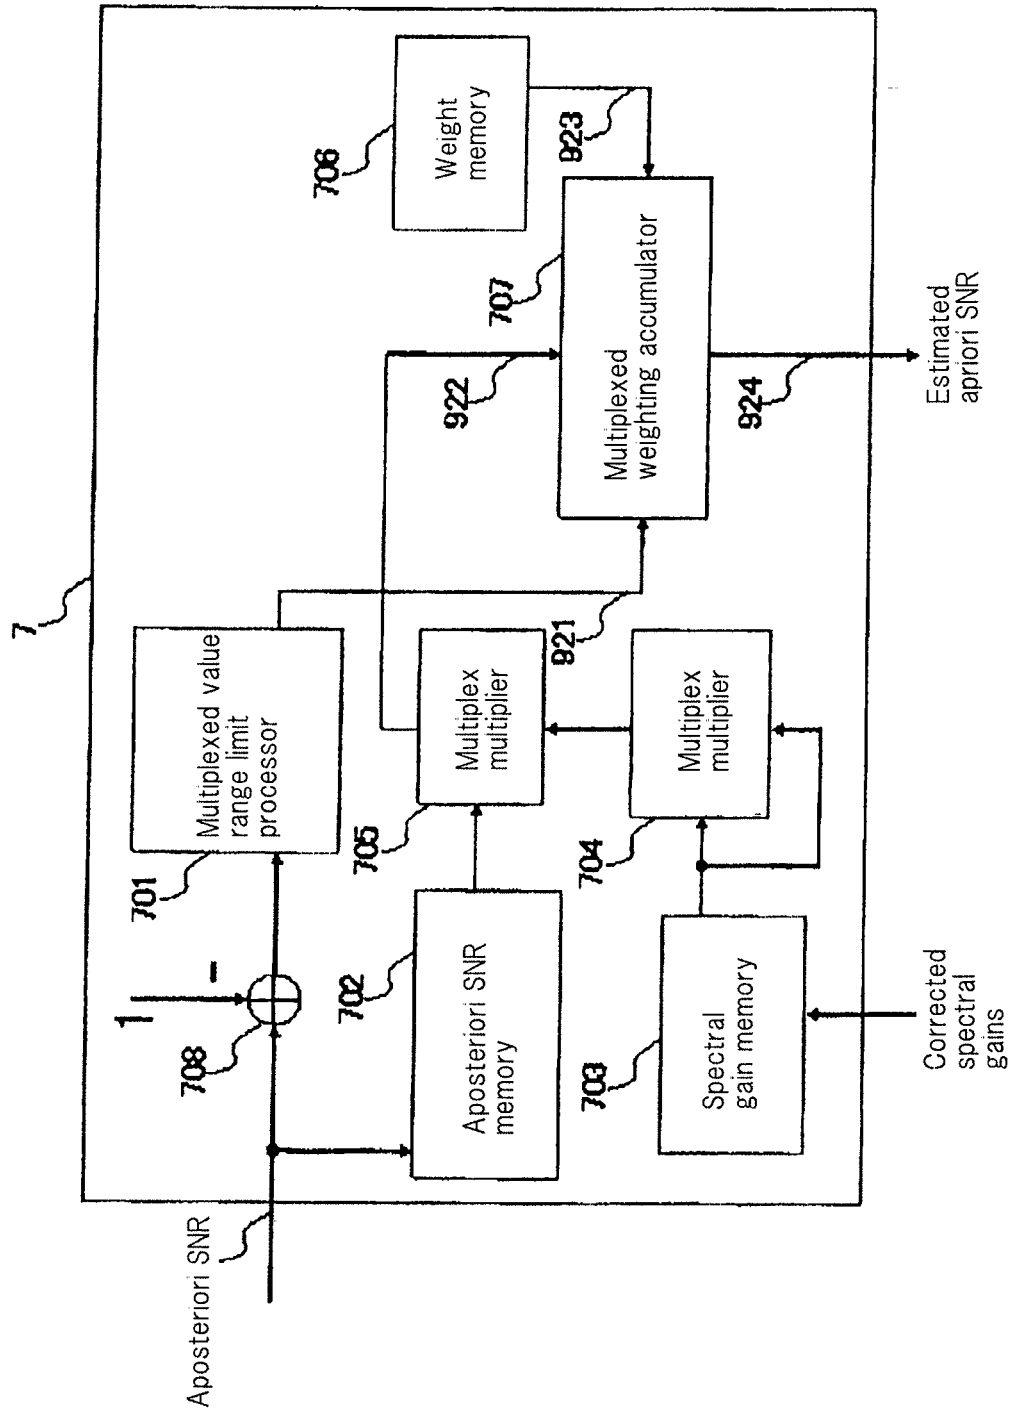 7
Aposteriori SNR
1
−
708
701
Multiplexed value
range limit
processor
706
Weight
memory
702
Aposteriori SNR
memory
705
Multiplex
multiplier
922
707
Multiplexed
weighting accumulator
923
921
703
Spectral
gain memory
704
Multiplex
multiplier
924
Corrected
spectral
gains
Estimated
apriori SNR